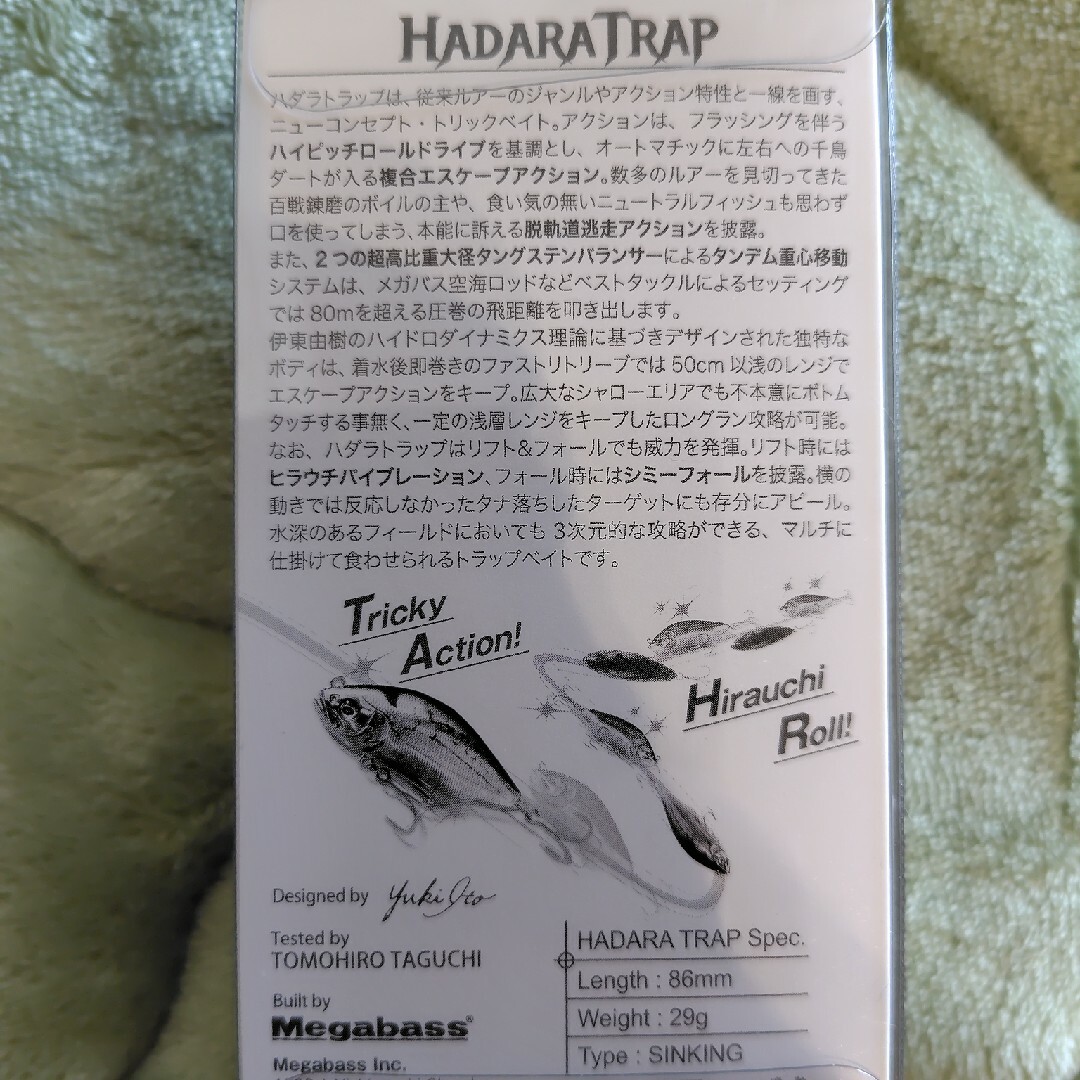 HADARATRAP
ハダラトラップは、従来ルアーのジャンルやアクション特性と一線を画す、
ニューコンセプト・トリックベイト。アクションは、フラッシングを伴う
ハイピッチロールドライブを基調とし、オートマチックに左右への千鳥
ダートが入る複合エスケープアクション。数多のルアーを見切ってきた
百戦錬磨のボイルの主や、食い気の無いニュートラルフィッシュも思わず
口を使ってしまう、本能に訴える脱軌道逃走アクションを披露。
また、2つの超高比重大径タングステンバランサーによるタンデム重心移動
システムは、メガバス空海ロッドなどベストタックルによるセッティング
では80mを超える圧巻の飛距離を叩き出します。
伊東由樹のハイドロダイナミクス理論に基づきデザインされた独特な
ボディは、着水後即巻きのファストリトリーブでは50cm以浅のレンジで
エスケープアクションをキープ。広大なシャローエリアでも不本意にボトム
タッチする事無く、一定の浅層レンジをキープしたロングラン攻略が可能。
なお、ハダラトラップはリフト&フォールでも威力を発揮。リフト時には
ヒラウチバイブレーション、フォール時にはシミーフォールを披露。横の
動きでは反応しなかったタナ落ちしたターゲットにも存分にアピール。
水深のあるフィールドにおいても3次元的な攻略ができる、マルチに
仕掛けて食わせられるトラップベイトです。
Tricky
Action!
Hirauchi
Roll!
Designed by Yuki Ito
Tested by
TOMOHIRO TAGUCHI
Built by
Megabass®
Megabass Inc.
HADARA TRAP Spec.
Length : 86mm
Weight : 29g
Type : SINKING